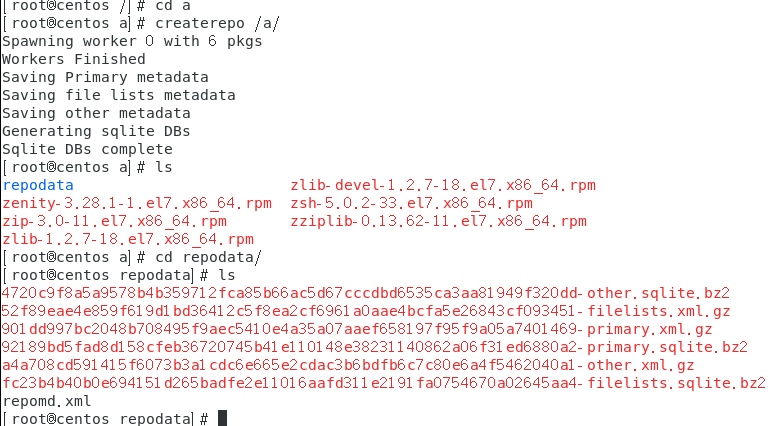 [root@centos /]# cd a
[root@centos a]# createrepo /a/
Spawning worker 0 with 6 pkgs
Workers Finished
Saving Primary metadata
Saving file lists metadata
Saving other metadata
Generating sqlite DBs
Sqlite DBs complete
[root@centos a]# ls
repodata zlib-devel-1.2.7-18.el7.x86_64.rpm
zenity-3.28.1-1.el7.x86_64.rpm zsh-5.0.2-33.el7.x86_64.rpm
zip-3.0-11.el7.x86_64.rpm zziplib-0.13.62-11.el7.x86_64.rpm
zlib-1.2.7-18.el7.x86_64.rpm
[root@centos a]# cd repodata/
[root@centos repodata]# ls
4720c9f8a5a9578b4b359712fca85b66ac5d67cccdbd6535ca3aa81949f320dd-other.sqlite.bz2
52f89eae4e859f619d1bd36412c5f8ea2cf6961a0aae4bcfa5e26843cf093451-filelists.xml.gz
901dd997bc2048b708495f9aec5410e4a35a07aaef658197f95f9a05a7401469-primary.xml.gz
92189bd5fad8d158cfeb36720745b41e110148e38231140862a06f31ed6880a2-primary.sqlite.bz2
a4a708cd591415f6073b3a1cdc6e665e2cdac3b6bdfb6c7c80e6a4f5462040a1-other.xml.gz
fc23b4b40b0e694151d265badfe2e11016aafd311e2191fa0754670a02645aa4-filelists.sqlite.bz2
repomd.xml
[root@centos repodata]#